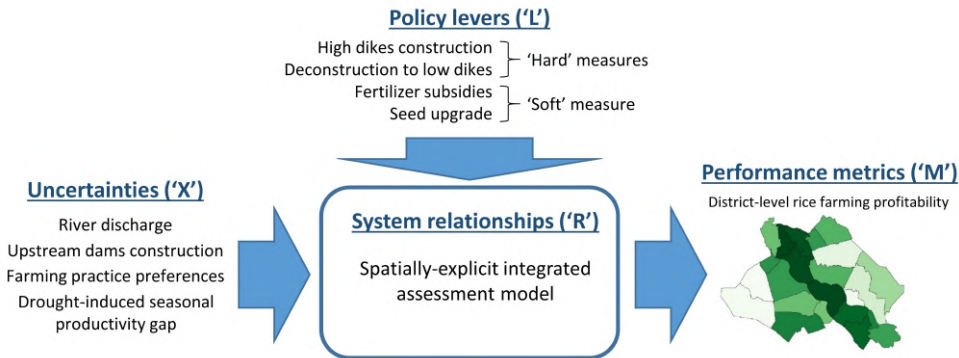 Policy levers (‘L’)
High dikes construction
Deconstruction to low dikes
‘Hard’ measures
Fertilizer subsidies
Seed upgrade
‘Soft’ measure
Uncertainties (‘X’)
River discharge
Upstream dams construction
Farming practice preferences
Drought-induced seasonal
productivity gap
System relationships (‘R’)
Spatially-explicit integrated
assessment model
Performance metrics (‘M’)
District-level rice farming profitability